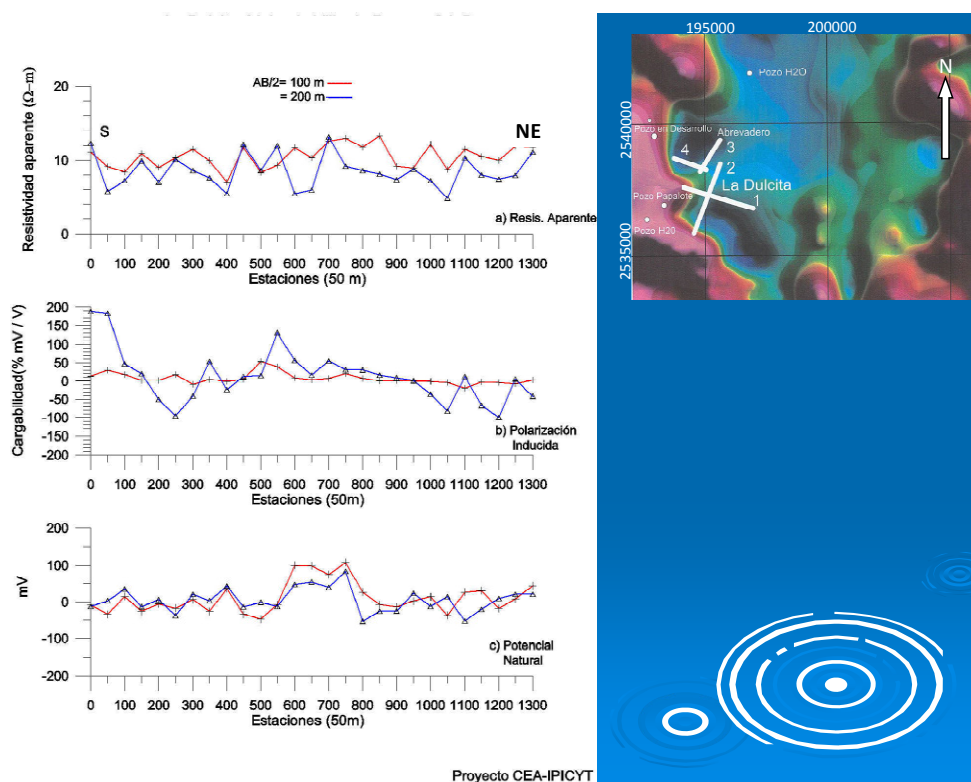 AB/2= 100 m
= 200 m
Resistividad aparente (Ω–m)
20
10
0
S
NE
a) Resis. Aparente
0 100 200 300 400 500 600 700 800 900 1000 1100 1200 1300
Estaciones (50 m)
Cargabilidad(% mV / V)
200
150
100
50
0
-50
-100
-150
-200
b) Polarización
Inducida
0 100 200 300 400 500 600 700 800 900 1000 1100 1200 1300
Estaciones (50m)
mV
200
100
0
-100
-200
c) Potencial
Natural
0 100 200 300 400 500 600 700 800 900 1000 1100 1200 1300
Estaciones (50m)
Proyecto CEA-IPICYT
195000 200000
2540000
2535000
N
Pozo H2O
Pozo en Desarrollo
Abrevadero
4
3
2
La Dulcita
1
Pozo Papalote
Pozo H20